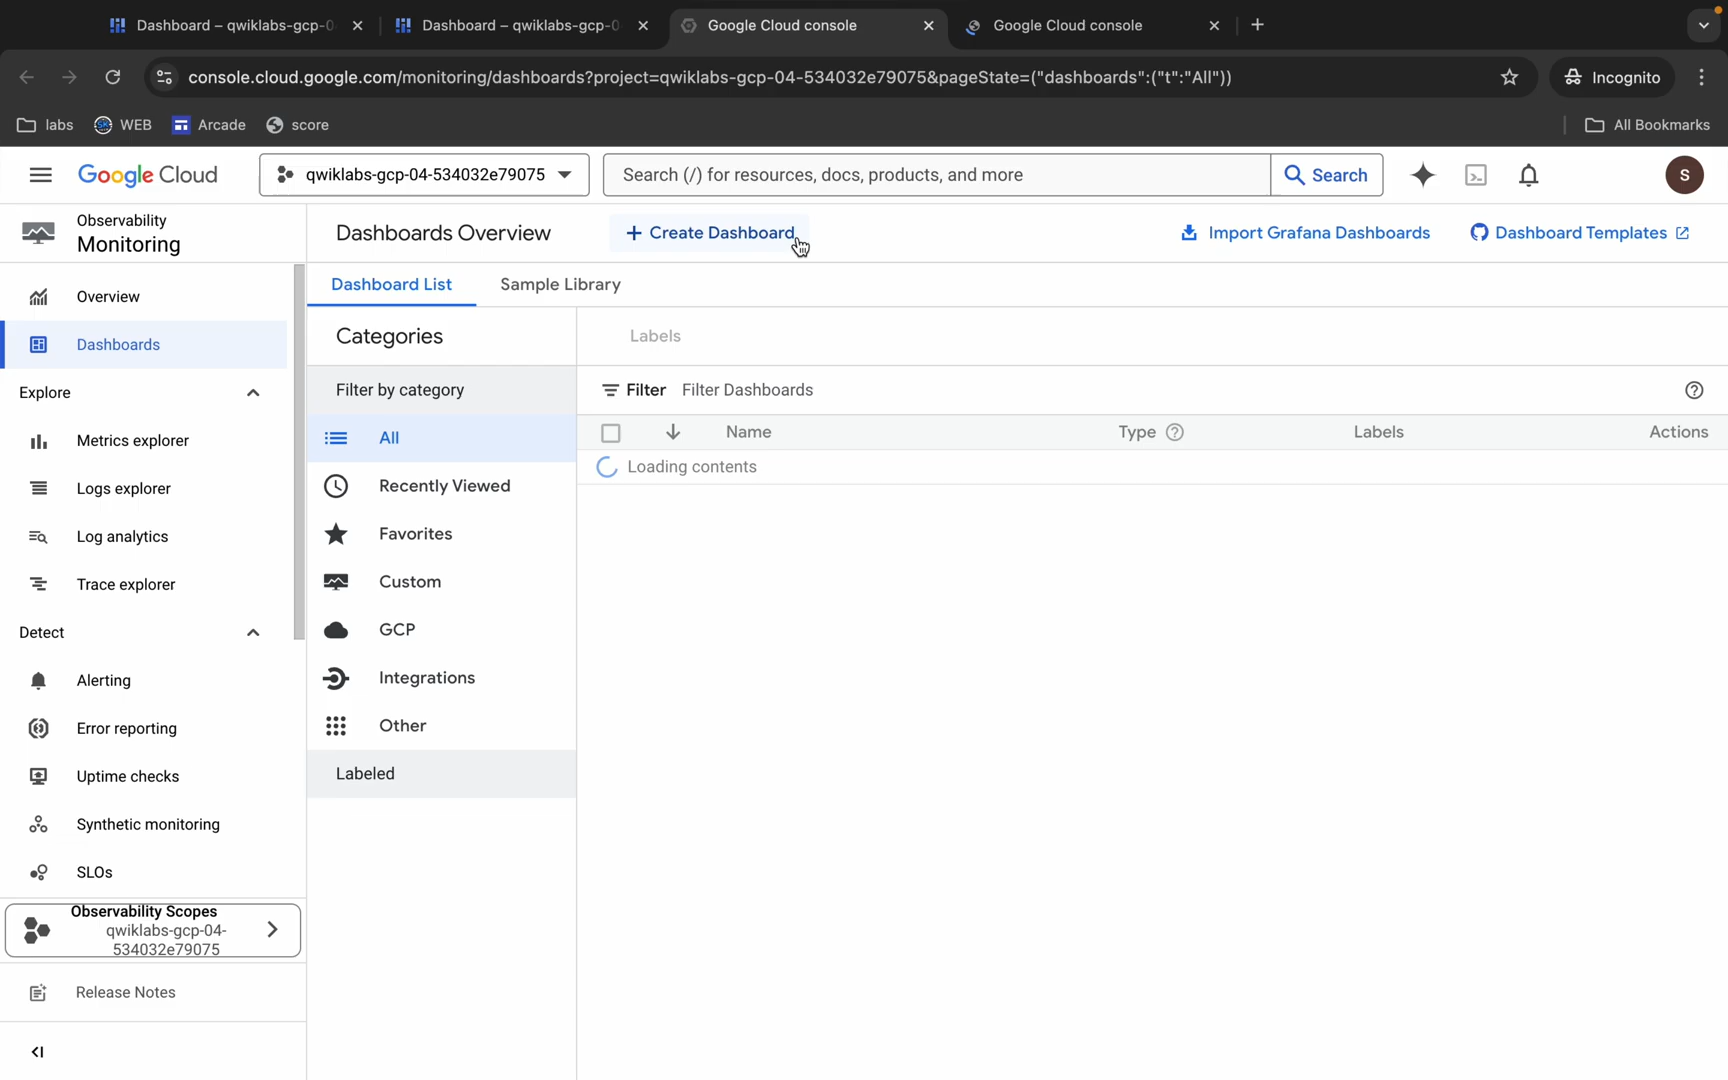 Dashboard – qwiklabs-gcp-0
Dashboard – qwiklabs-gcp-0
Google Cloud console
Google Cloud console
console.cloud.google.com/monitoring/dashboards?project=qwiklabs-gcp-04-534032e79075&pageState=("dashboards":("t":"All"))
Incognito
labs
WEB
Arcade
score
All Bookmarks
Google Cloud
qwiklabs-gcp-04-534032e79075
Search (/) for resources, docs, products, and more
Search
S
Observability
Monitoring
Dashboards Overview
Create Dashboard
Import Grafana Dashboards
Dashboard Templates
Overview
Dashboards
Explore
Metrics explorer
Logs explorer
Log analytics
Trace explorer
Detect
Alerting
Error reporting
Uptime checks
Synthetic monitoring
SLOs
Observability Scopes
qwiklabs-gcp-04-
534032e79075
Release Notes
Dashboard List
Sample Library
Categories
Filter by category
All
Recently Viewed
Favorites
Custom
GCP
Integrations
Other
Labeled
Labels
Filter Filter Dashboards
Name
Type
Labels
Actions
Loading contents